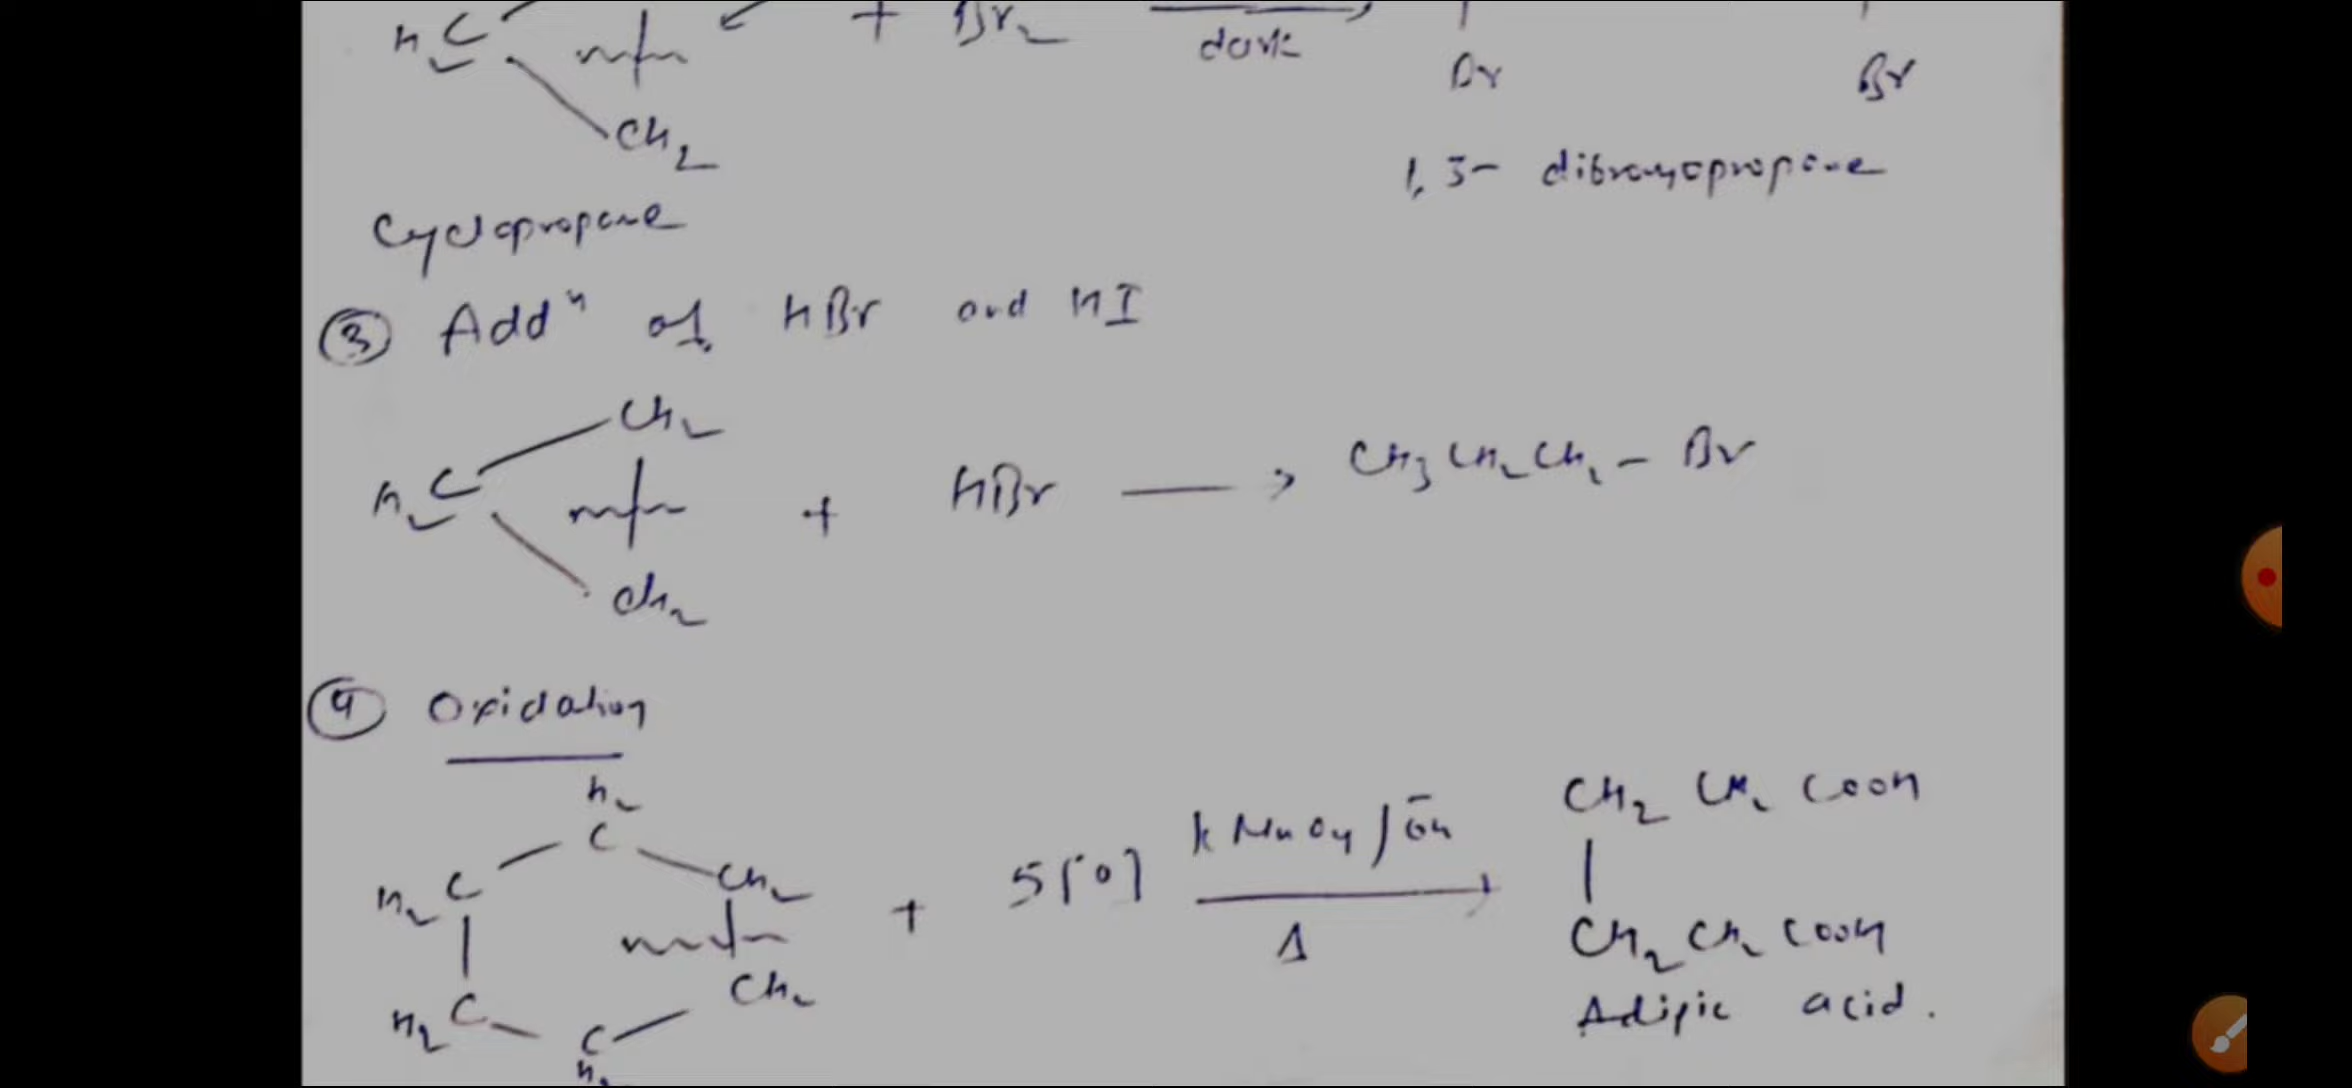 H2C + Br2 dark Br Br
CH2
1,3- dibromopropane
Cyclopropane
③ Addn of HBr and HI
CH2
H2C + HBr → CH3CH2CH2-Br
CH2
④ Oxidation
H2
C
H2C CH2 + 5[O] KMnO4/OH- Δ → CH2 CH2 COOH
H2C CH2 CH2 CH2 COOH
C
H2
Adipic acid.